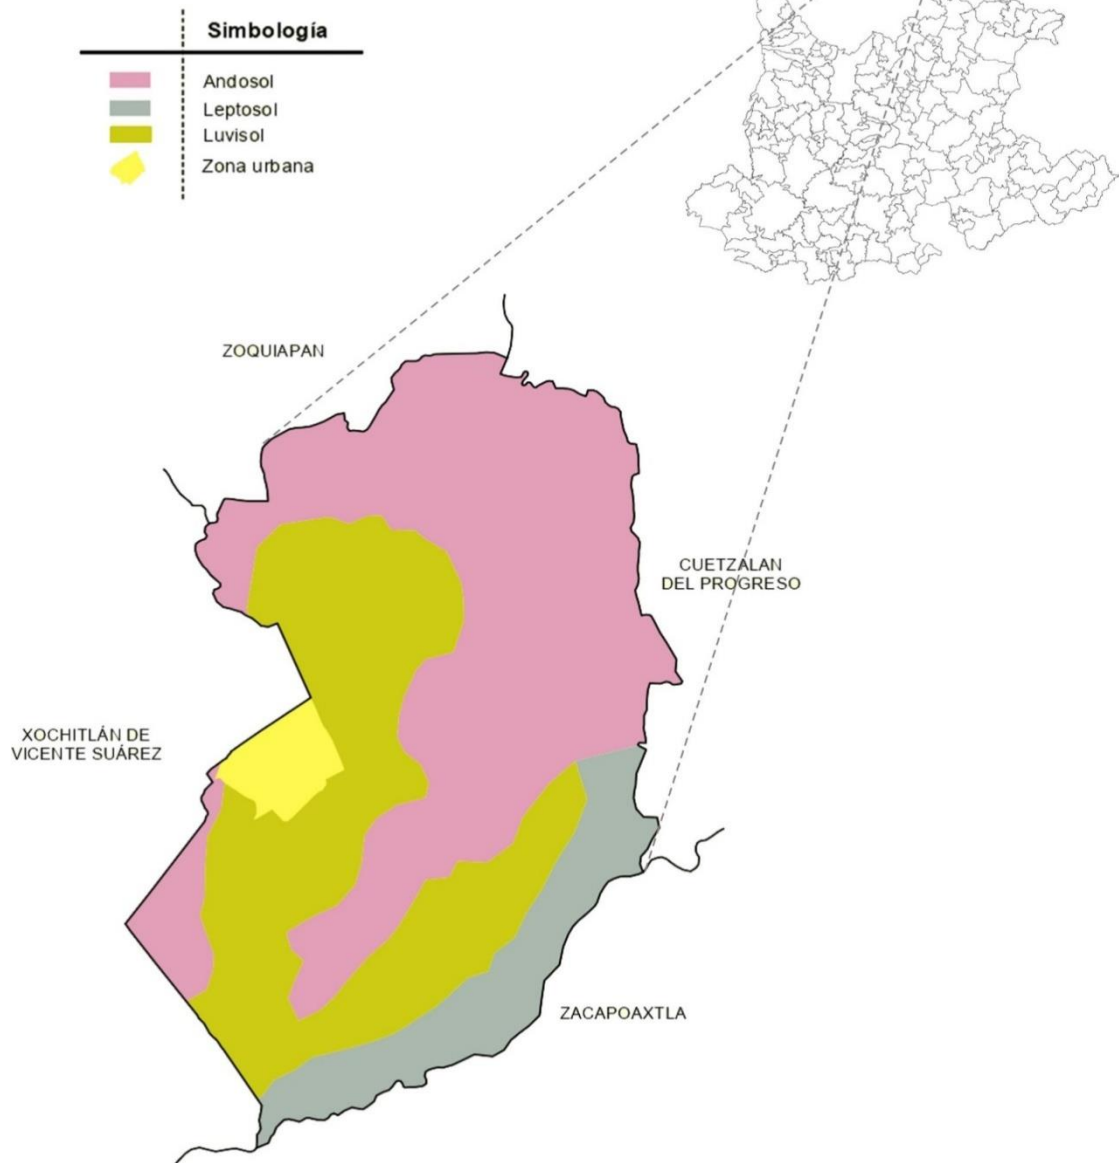 Simbología
Andosol
Leptosol
Luvisol
Zona urbana
ZOQUIAPAN
CUETZALAN
DEL PROGRESO
XOCHITLÁN DE
VICENTE SUÁREZ
ZACAPOAXTLA